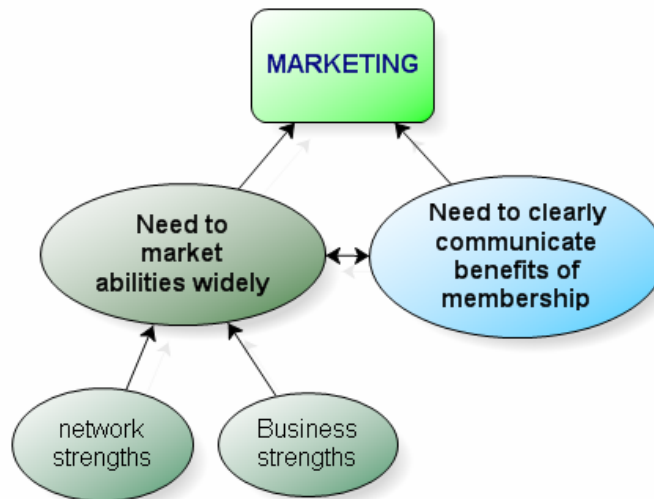 MARKETING
Need to
market
abilities widely
Need to clearly
communicate
benefits of
membership
network
strengths
Business
strengths